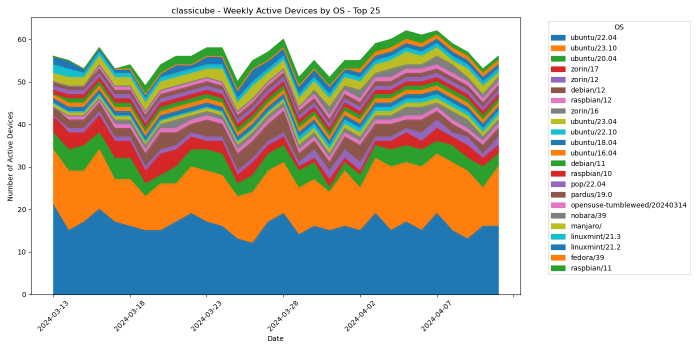 classicube - Weekly Active Devices by OS - Top 25
Number of Active Devices
60
50
40
30
20
10
0
2024-03-13
2024-03-18
2024-03-23
2024-03-28
2024-04-02
2024-04-07
Date
OS
ubuntu/22.04
ubuntu/23.10
ubuntu/20.04
zorin/17
zorin/12
debian/12
raspbian/12
zorin/16
ubuntu/23.04
ubuntu/22.10
ubuntu/18.04
ubuntu/16.04
debian/11
raspbian/10
pop/22.04
pardus/19.0
opensuse-tumbleweed/20240314
nobara/39
manjaro/
linuxmint/21.3
linuxmint/21.2
fedora/39
raspbian/11